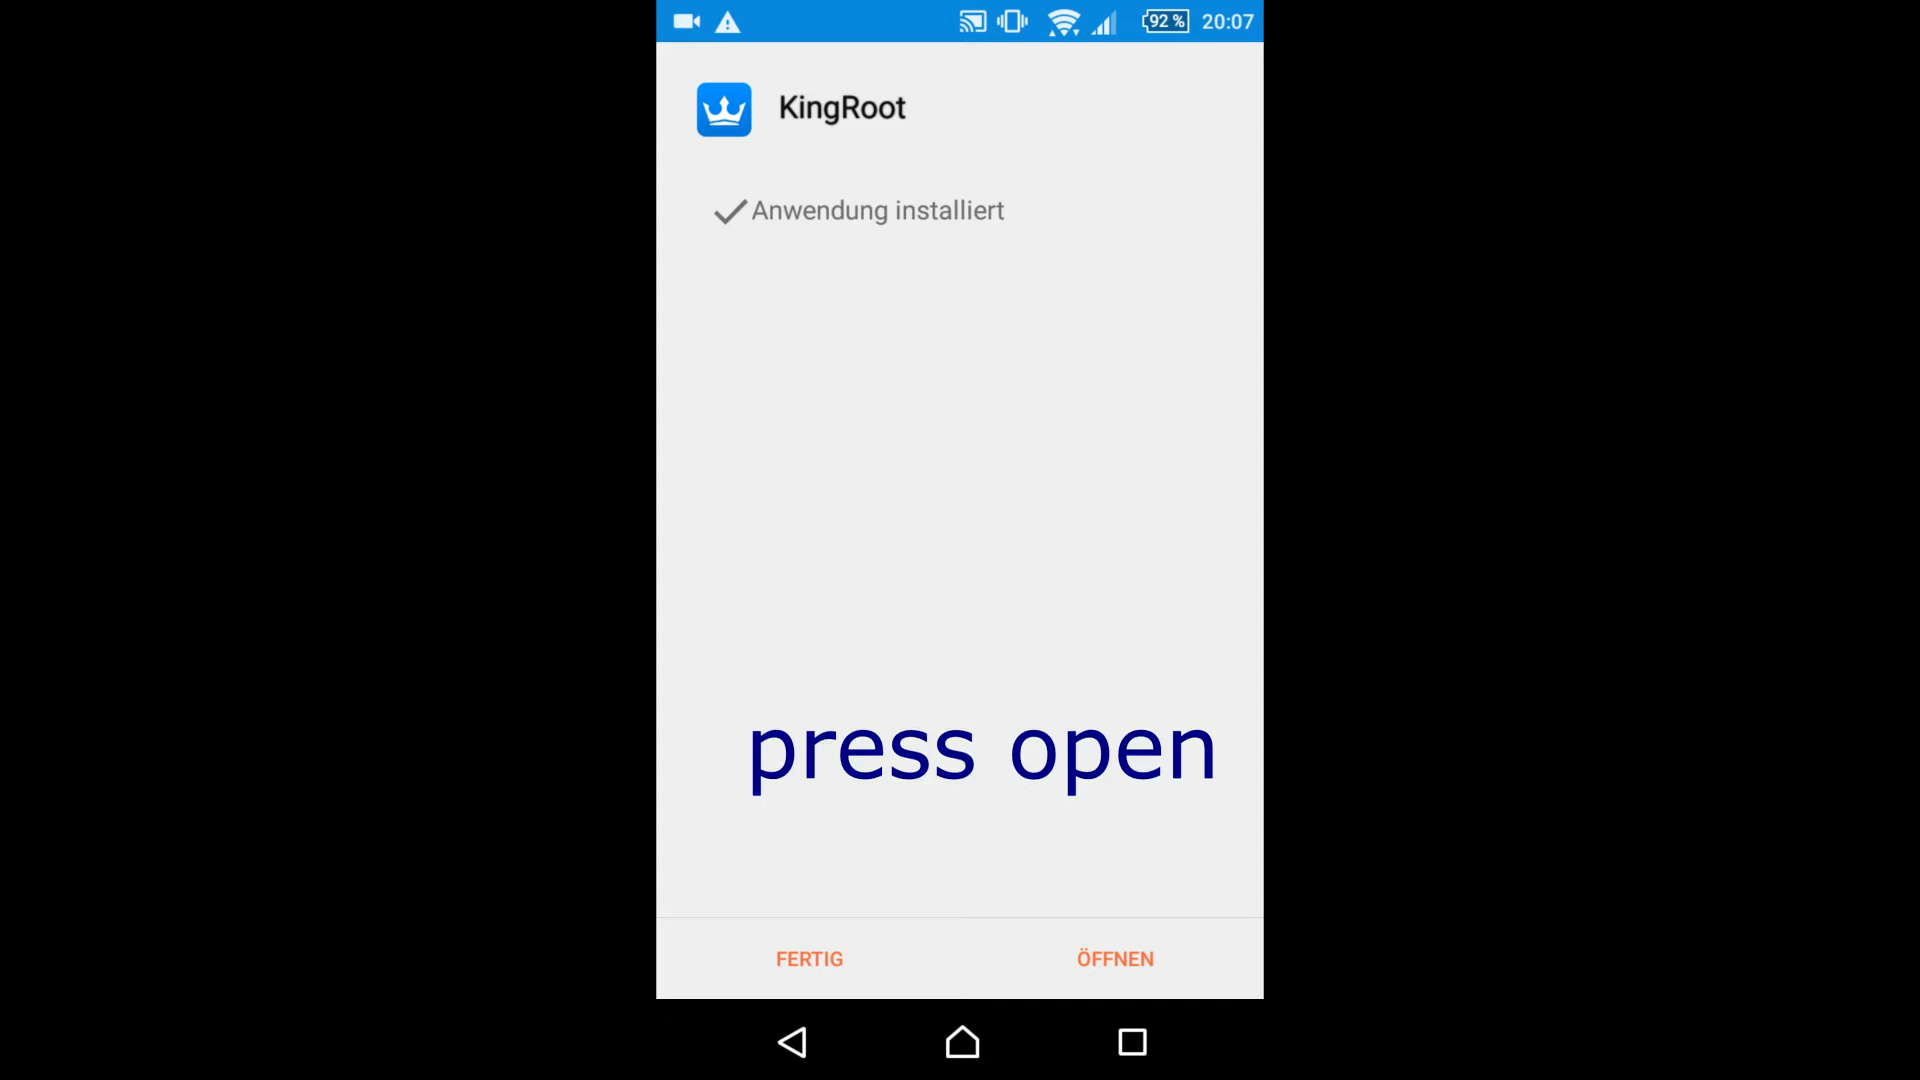 92 % 20:07
KingRoot
Anwendung installiert
press open
FERTIG ÖFFNEN